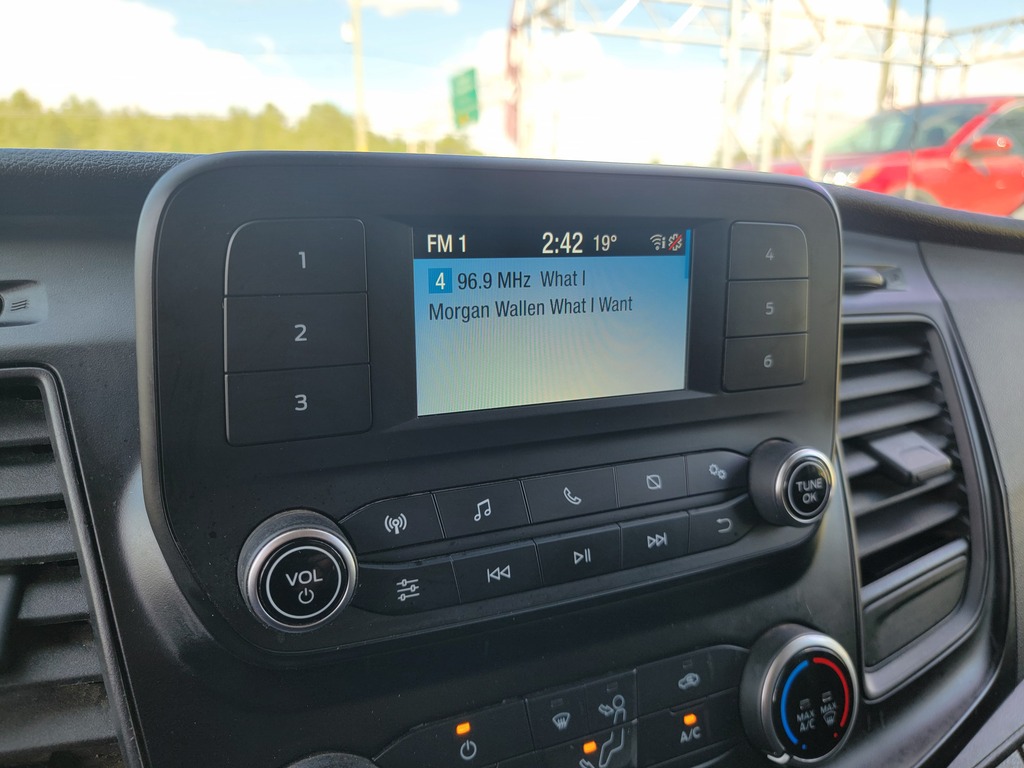 FM 1 2:42 19°
4 96.9 MHz What I
Morgan Wallen What I Want
1
2
3
4
5
6
VOL
TUNE
OK
MAX
A/C
MAX
A/C